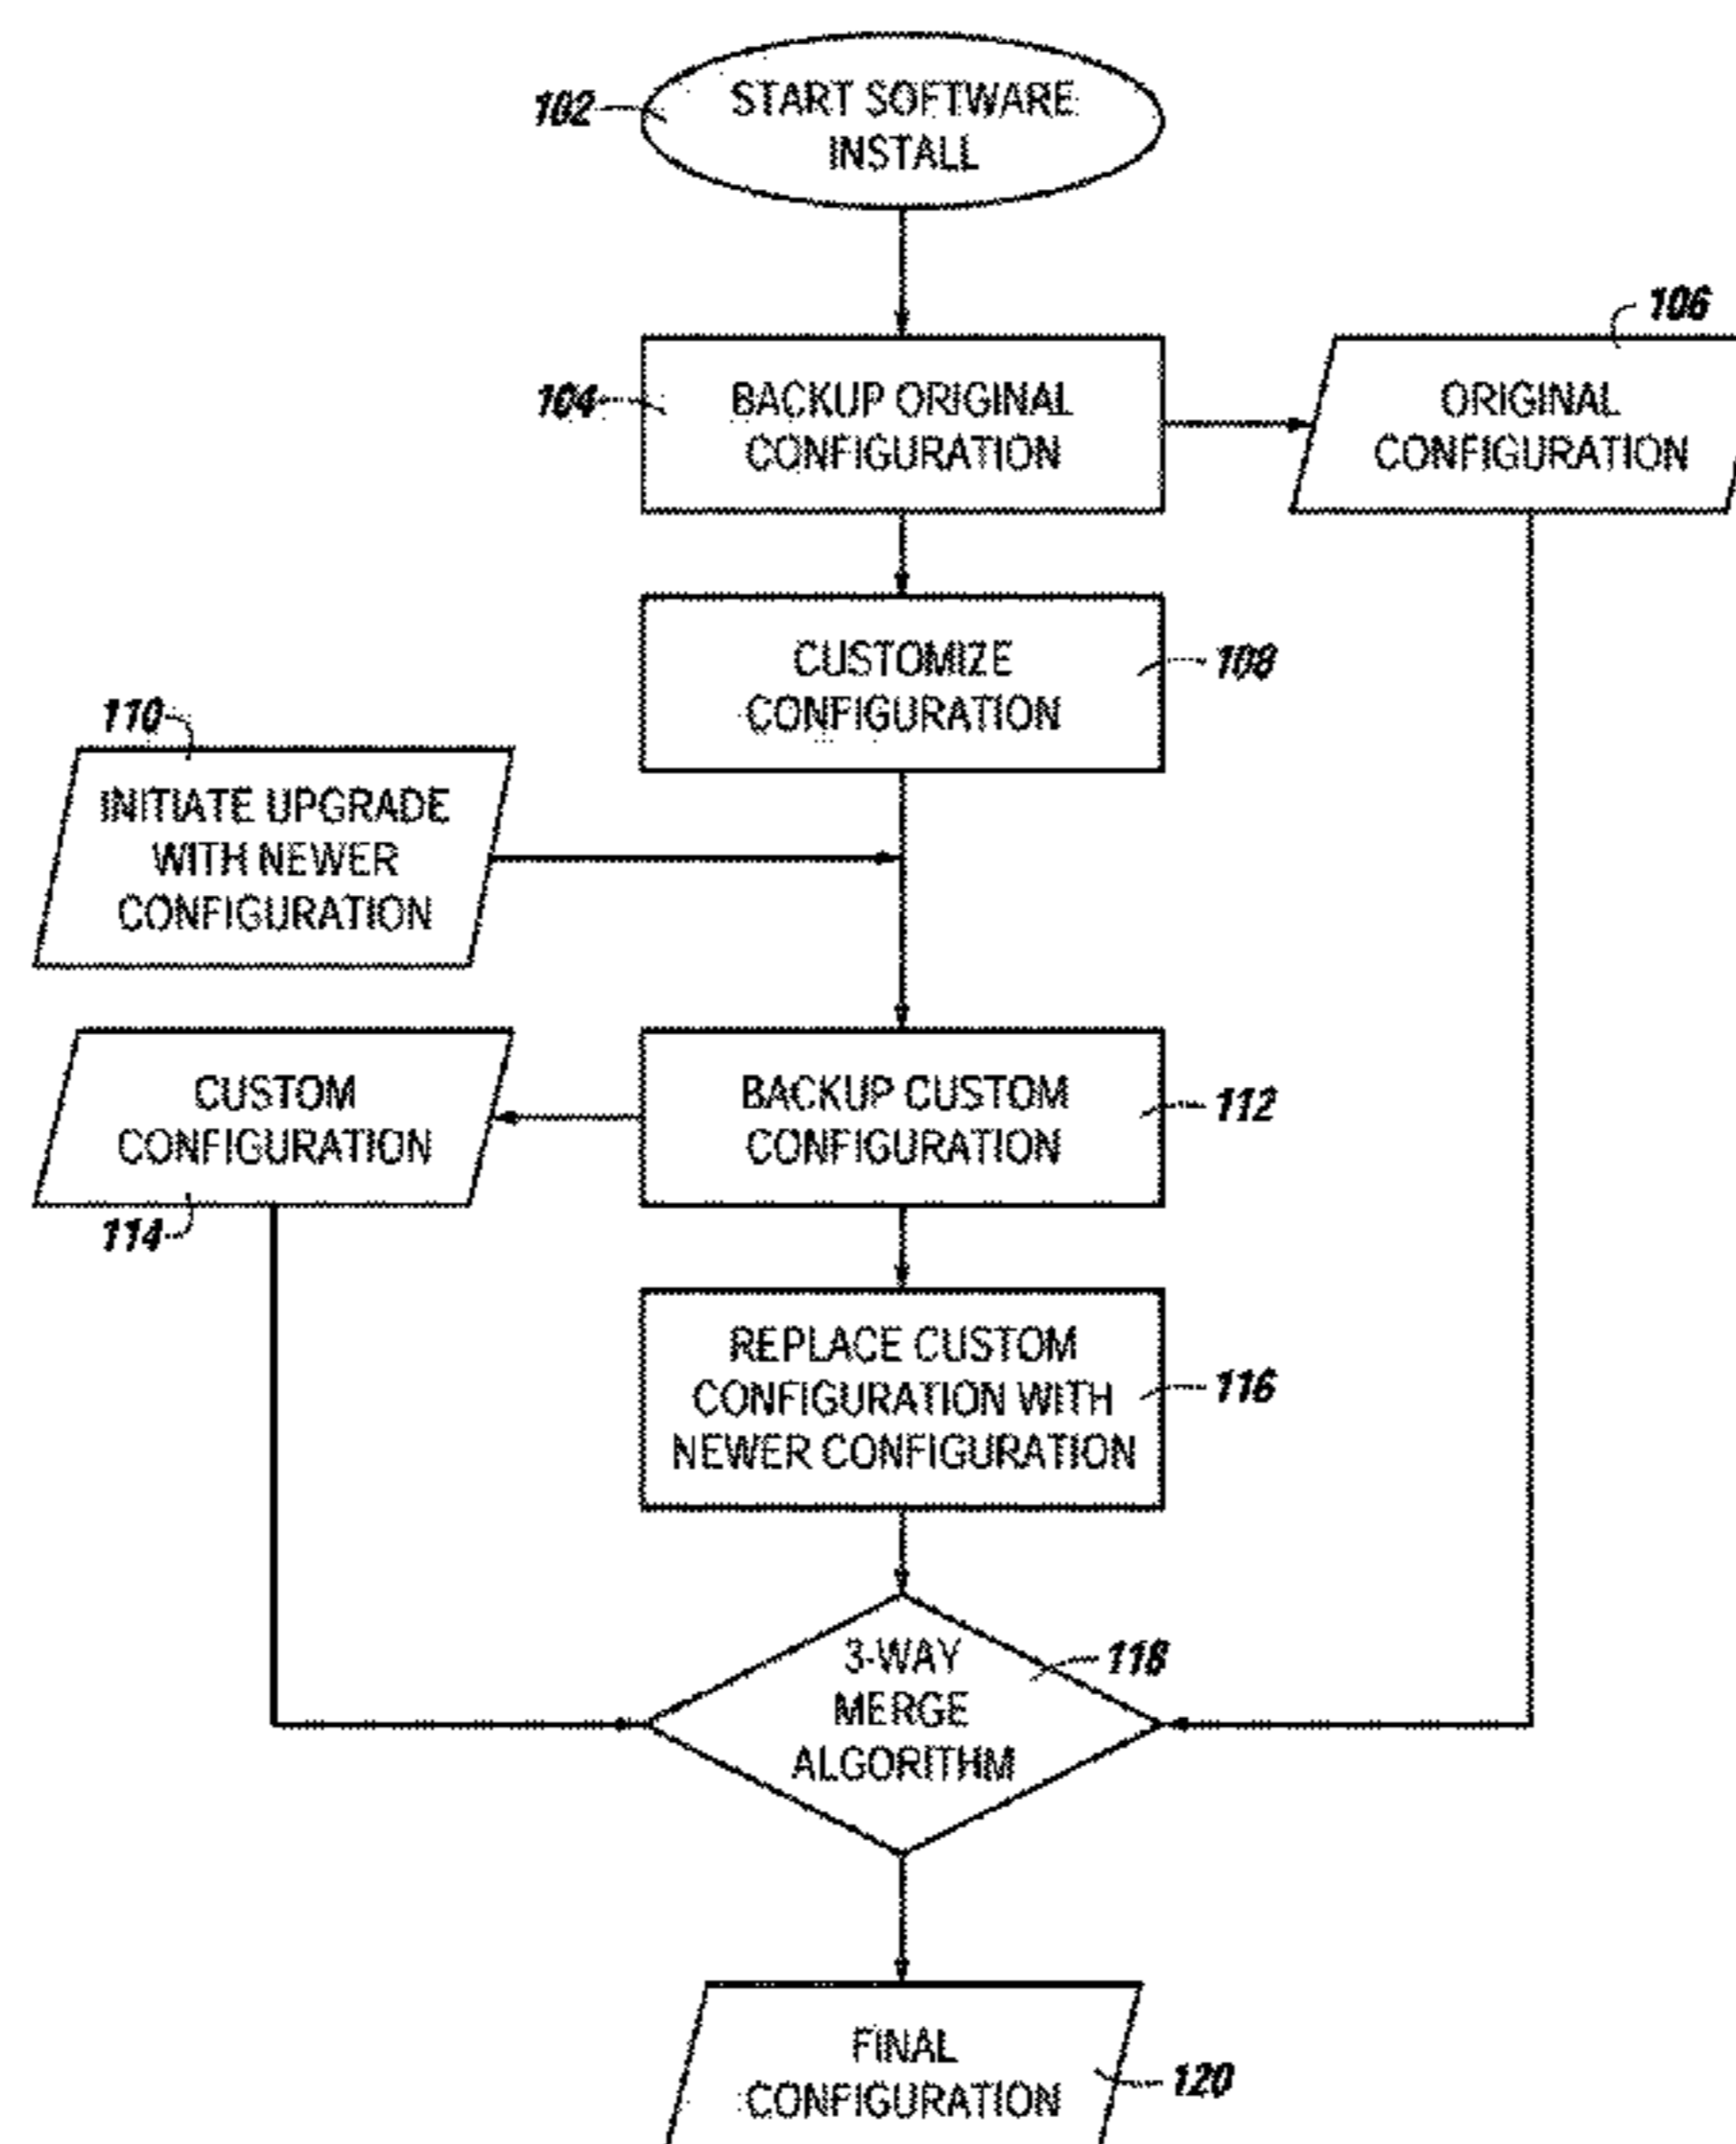 102
START SOFTWARE
INSTALL
106
104
BACKUP ORIGINAL
CONFIGURATION
ORIGINAL
CONFIGURATION
CUSTOMIZE
CONFIGURATION
108
110
INITIATE UPGRADE
WITH NEWER
CONFIGURATION
CUSTOM
CONFIGURATION
114
BACKUP CUSTOM
CONFIGURATION
112
REPLACE CUSTOM
CONFIGURATION WITH
NEWER CONFIGURATION
116
3-WAY
MERGE
ALGORITHM
118
FINAL
CONFIGURATION
120